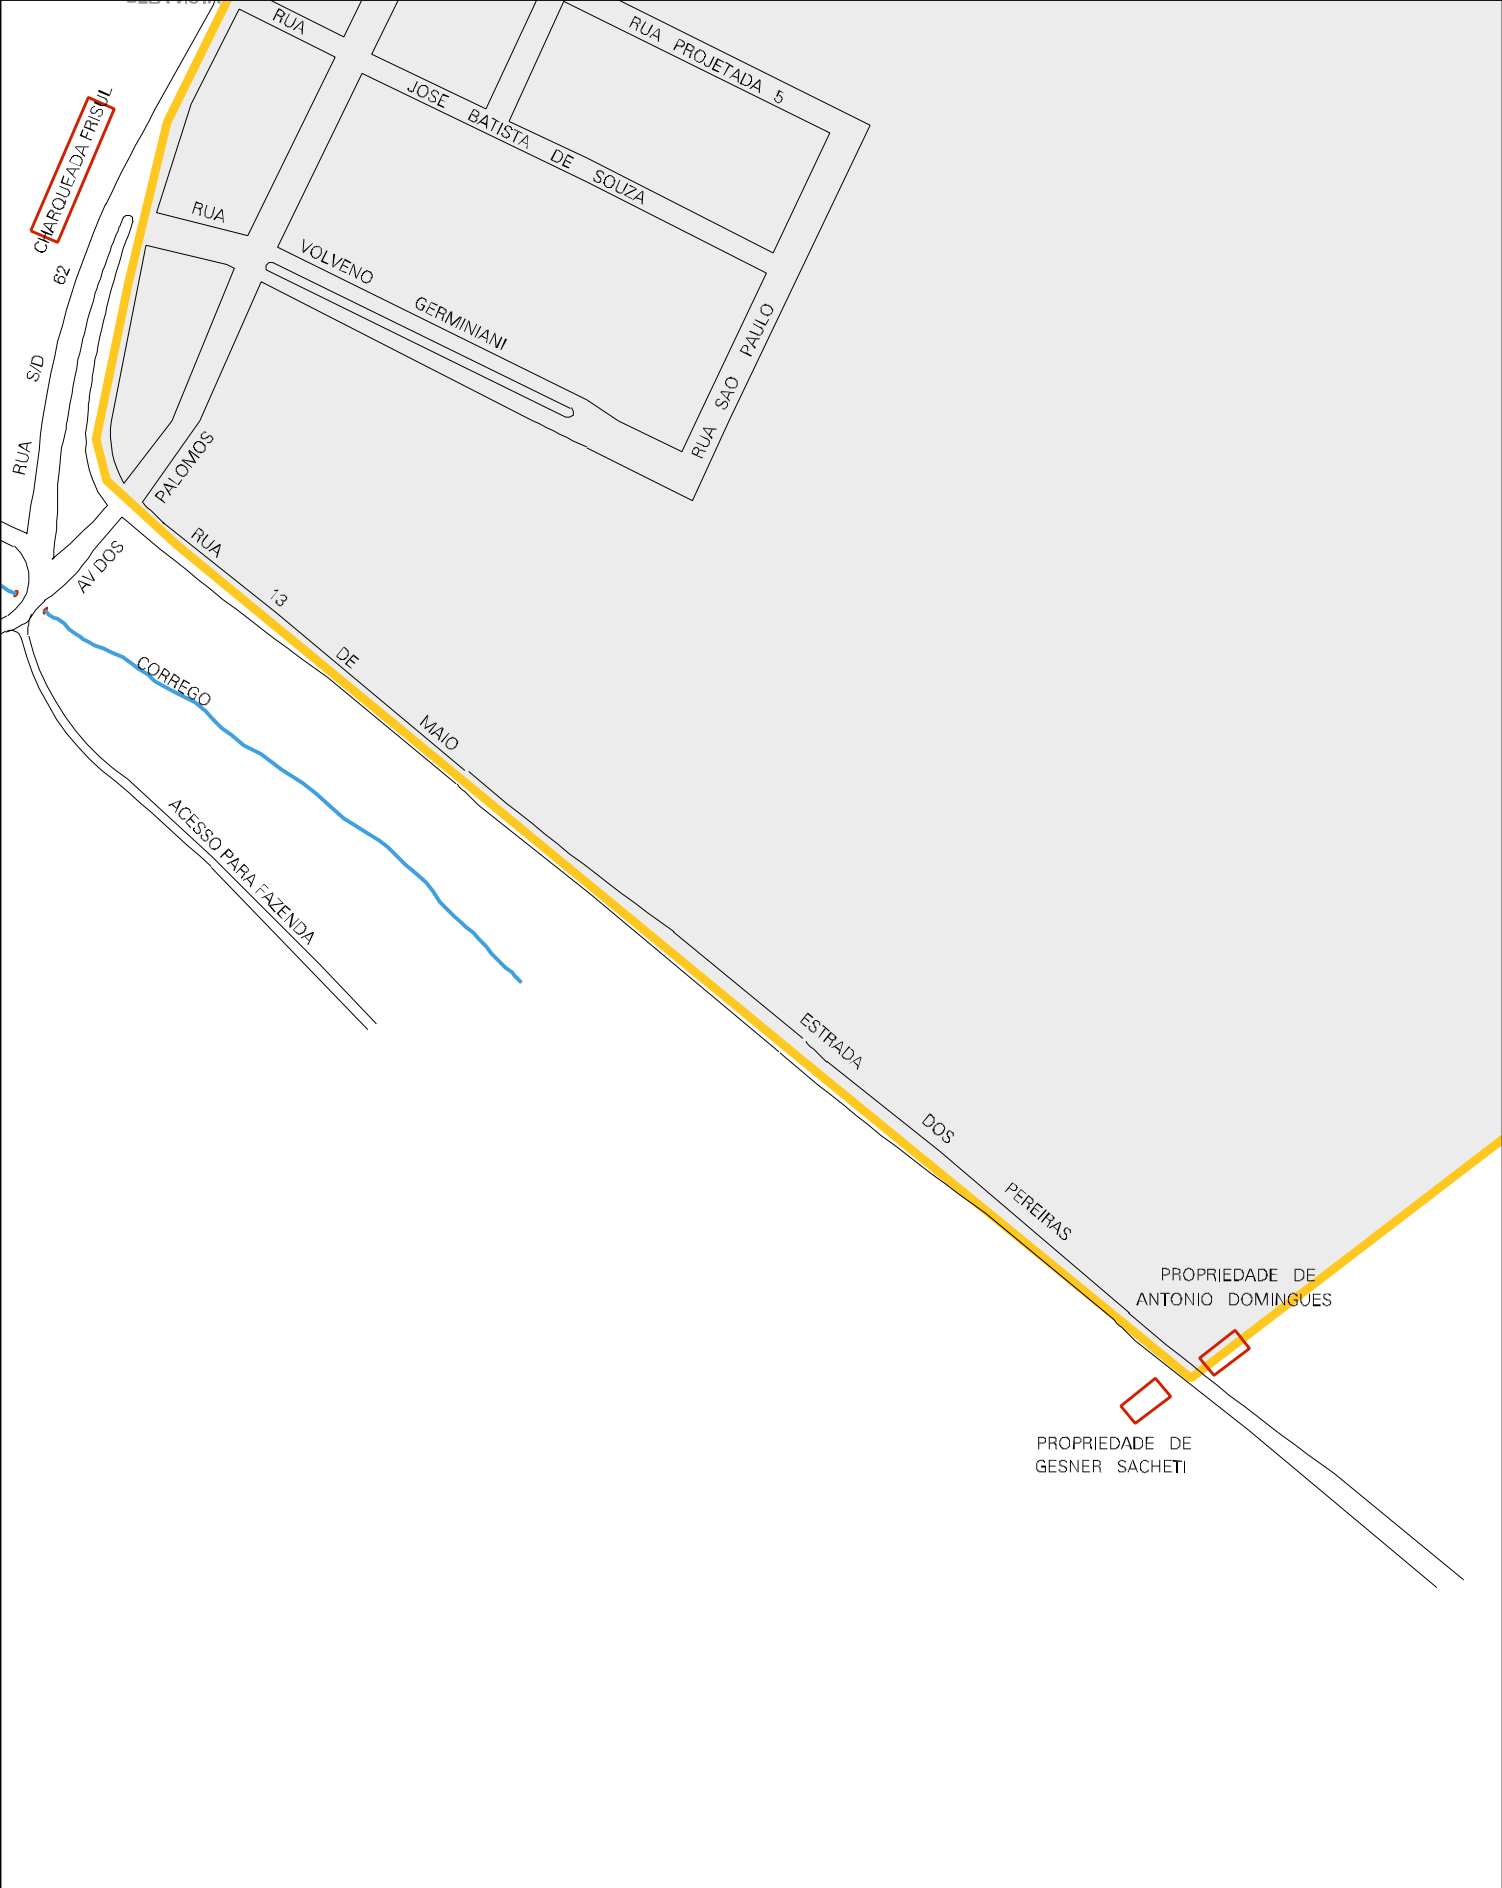 RUA PROJETADA 5
RUA JOSE BATISTA DE SOUZA
CHARQUEADA FRISUL
RUA VOLVENO GERMINIANI
RUA S/D 62
RUA SAO PAULO
AV DOS PALOMOS
RUA 13 DE MAIO
CORREGO
ACESSO PARA FAZENDA
ESTRADA DOS PEREIRAS
PROPRIEDADE DE
ANTONIO DOMINGUES
PROPRIEDADE DE
GESNER SACHETI